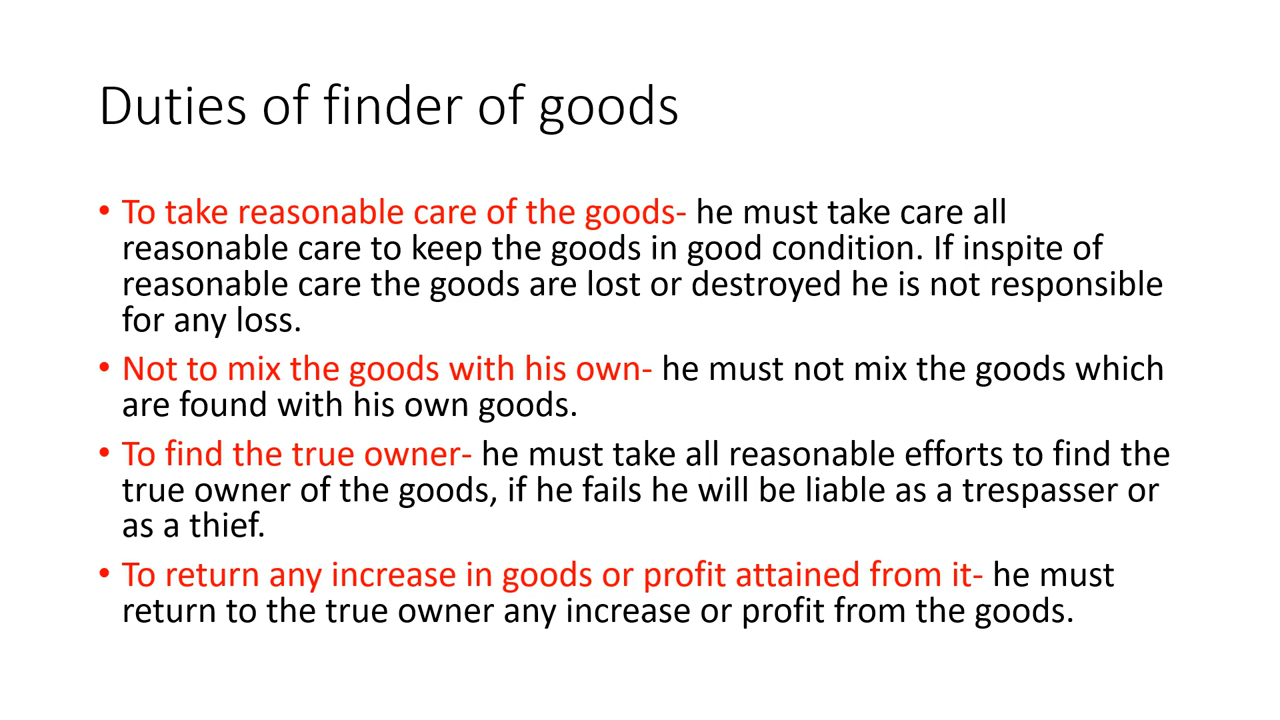 Duties of finder of goods
• To take reasonable care of the goods- he must take care all
reasonable care to keep the goods in good condition. If inspite of
reasonable care the goods are lost or destroyed he is not responsible
for any loss.
• Not to mix the goods with his own- he must not mix the goods which
are found with his own goods.
• To find the true owner- he must take all reasonable efforts to find the
true owner of the goods, if he fails he will be liable as a trespasser or
as a thief.
• To return any increase in goods or profit attained from it- he must
return to the true owner any increase or profit from the goods.